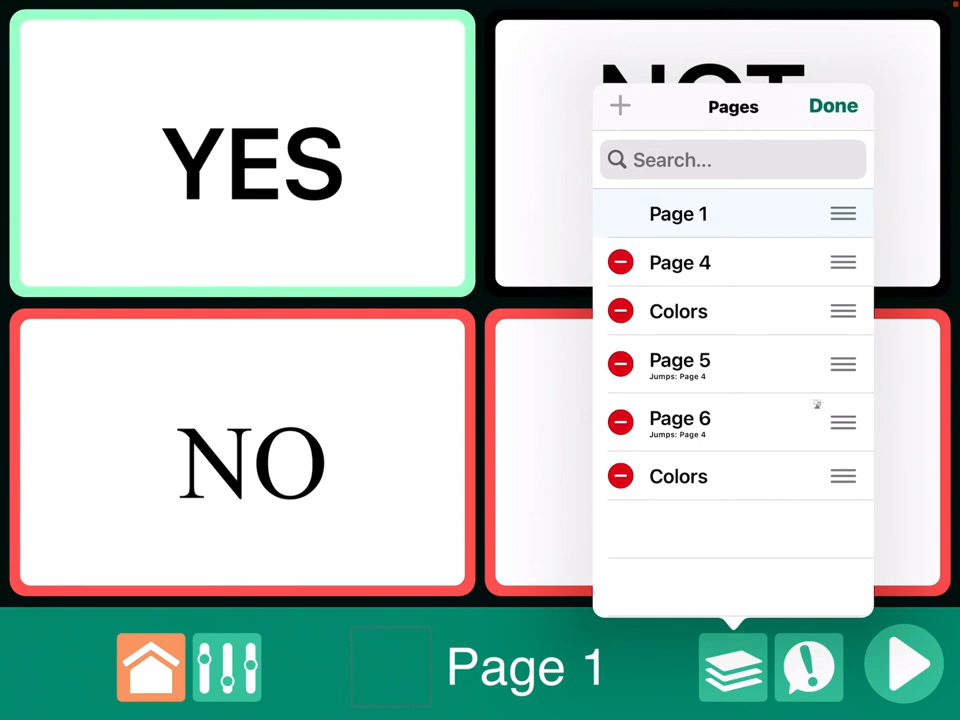 YES
NOT
NO
Pages
Done
Search...
Page 1
Page 4
Colors
Page 5
Jumps: Page 4
Page 6
Jumps: Page 4
Colors
Page 1